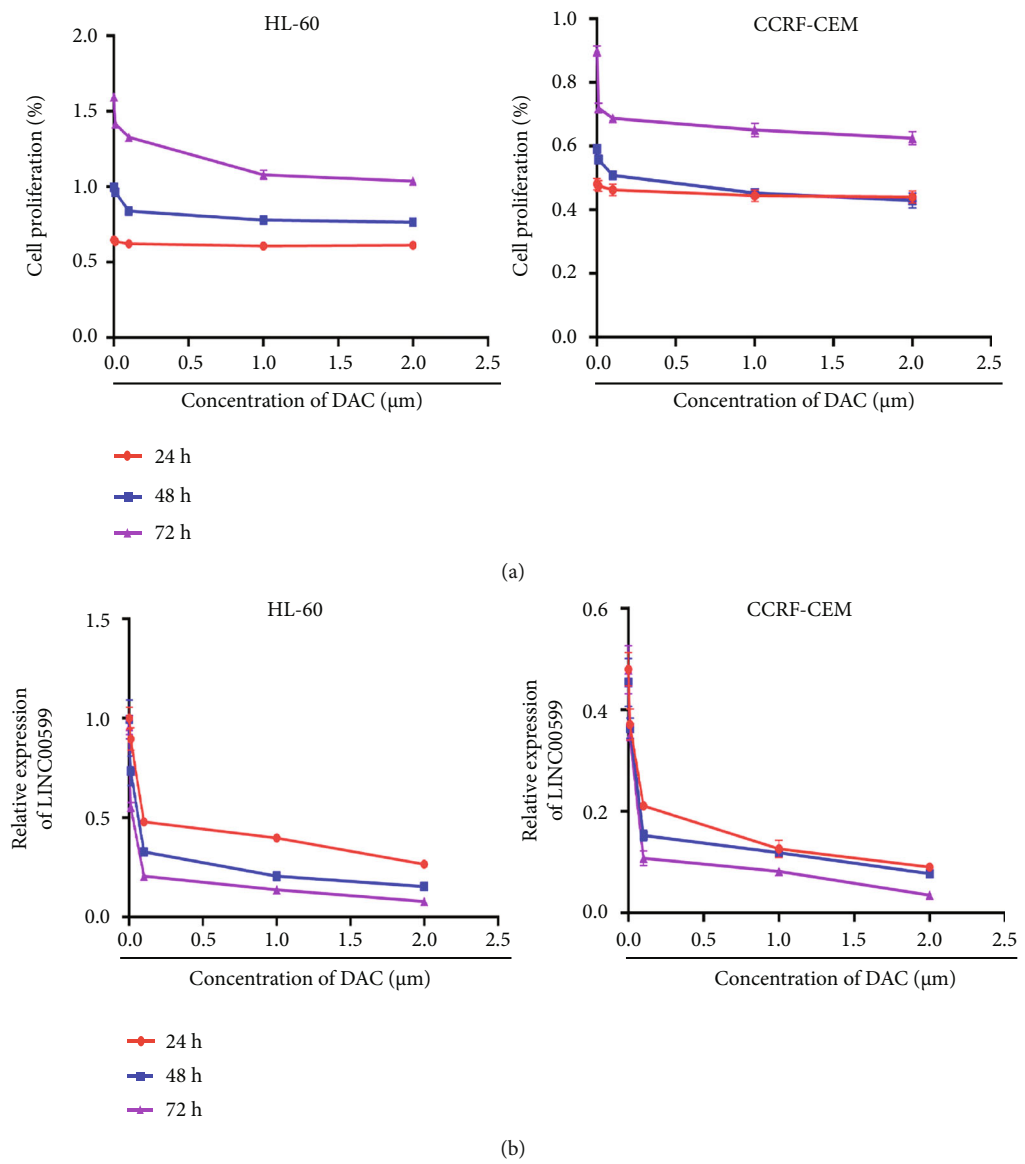 HL-60
Cell proliferation (%)
2.0
1.5
1.0
0.5
0.0
0.0 0.5 1.0 1.5 2.0 2.5
Concentration of DAC (μm)
CCRF-CEM
Cell proliferation (%)
1.0
0.8
0.6
0.4
0.2
0.0
0.0 0.5 1.0 1.5 2.0 2.5
Concentration of DAC (μm)
24 h
48 h
72 h
(a)
HL-60
Relative expression
of LINC00599
1.5
1.0
0.5
0.0
0.0 0.5 1.0 1.5 2.0 2.5
Concentration of DAC (μm)
CCRF-CEM
Relative expression
of LINC00599
0.6
0.4
0.2
0.0
0.0 0.5 1.0 1.5 2.0 2.5
Concentration of DAC (μm)
24 h
48 h
72 h
(b)